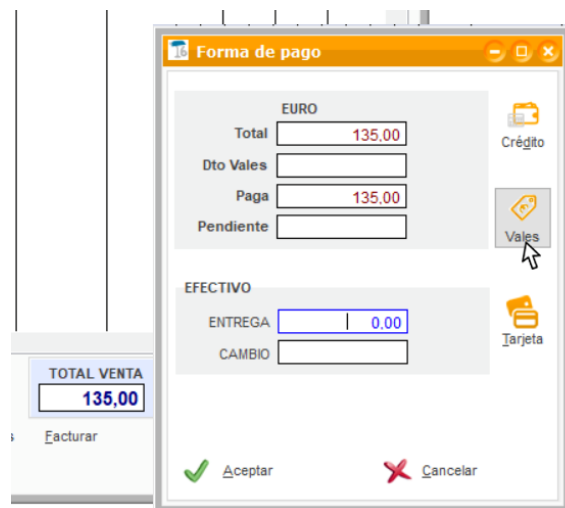 16 Forma de pago
EURO
Total 135,00
Crédito
Dto Vales
Paga 135,00
Pendiente
Vales
EFECTIVO
ENTREGA 0,00
Tarjeta
CAMBIO
TOTAL VENTA
135,00
Facturar
Aceptar
Cancelar